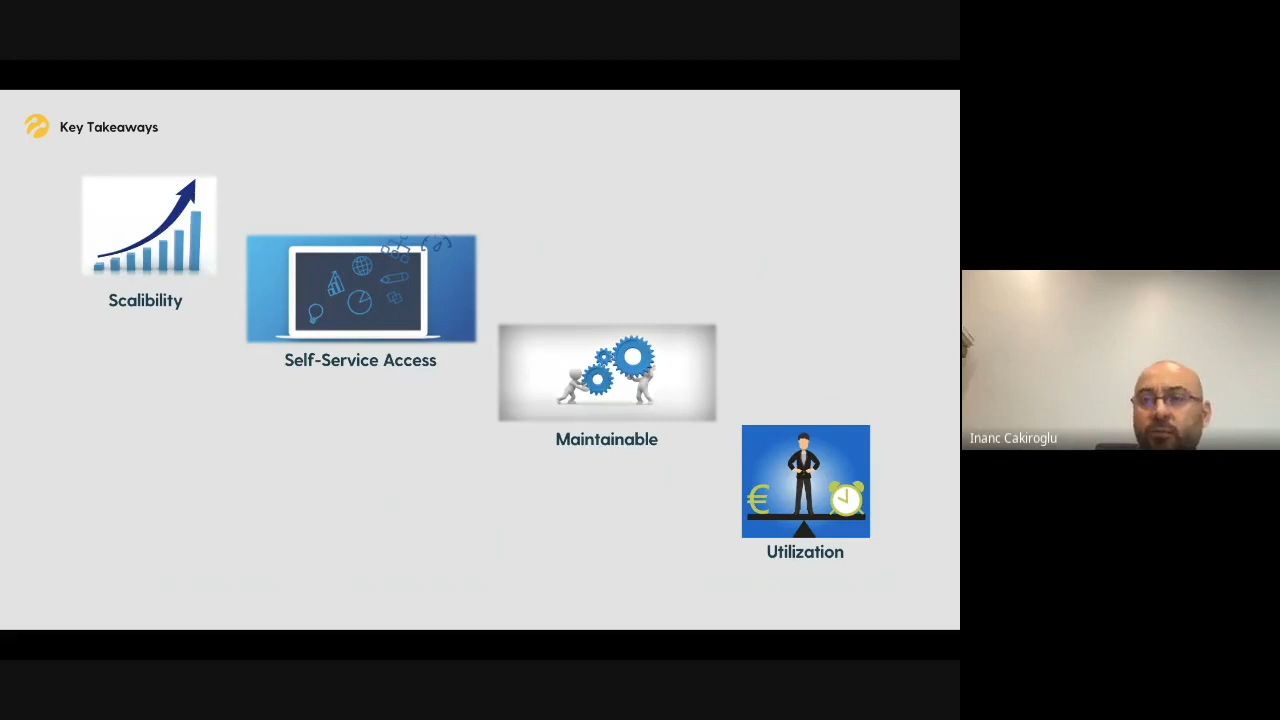 Key Takeaways
Scalibility
Self-Service Access
Maintainable
€
Utilization
Inanc Cakiroglu